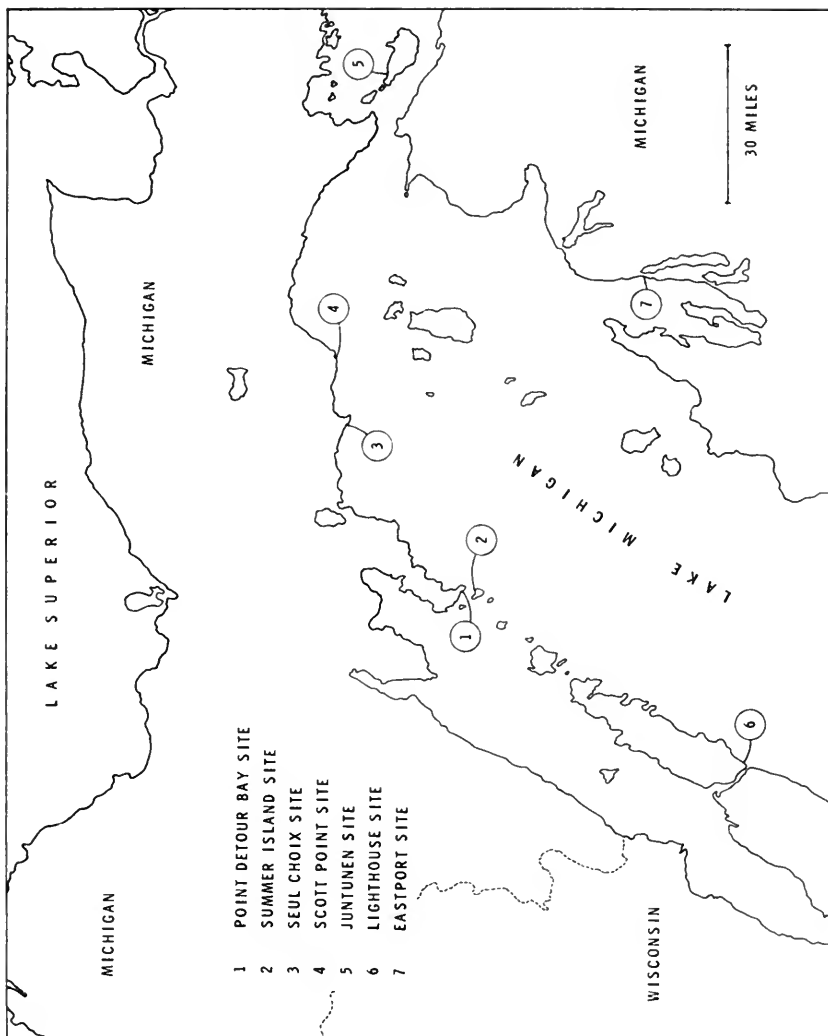 LAKE SUPERIOR
MICHIGAN
MICHIGAN
1 POINT DETOUR BAY SITE
2 SUMMER ISLAND SITE
3 SEUL CHOIX SITE
4 SCOTT POINT SITE
5 JUNTUNEN SITE
6 LIGHTHOUSE SITE
7 EASTPORT SITE
4
5
3
2
1
LAKE MICHIGAN
MICHIGAN
7
6
WISCONSIN
30 MILES